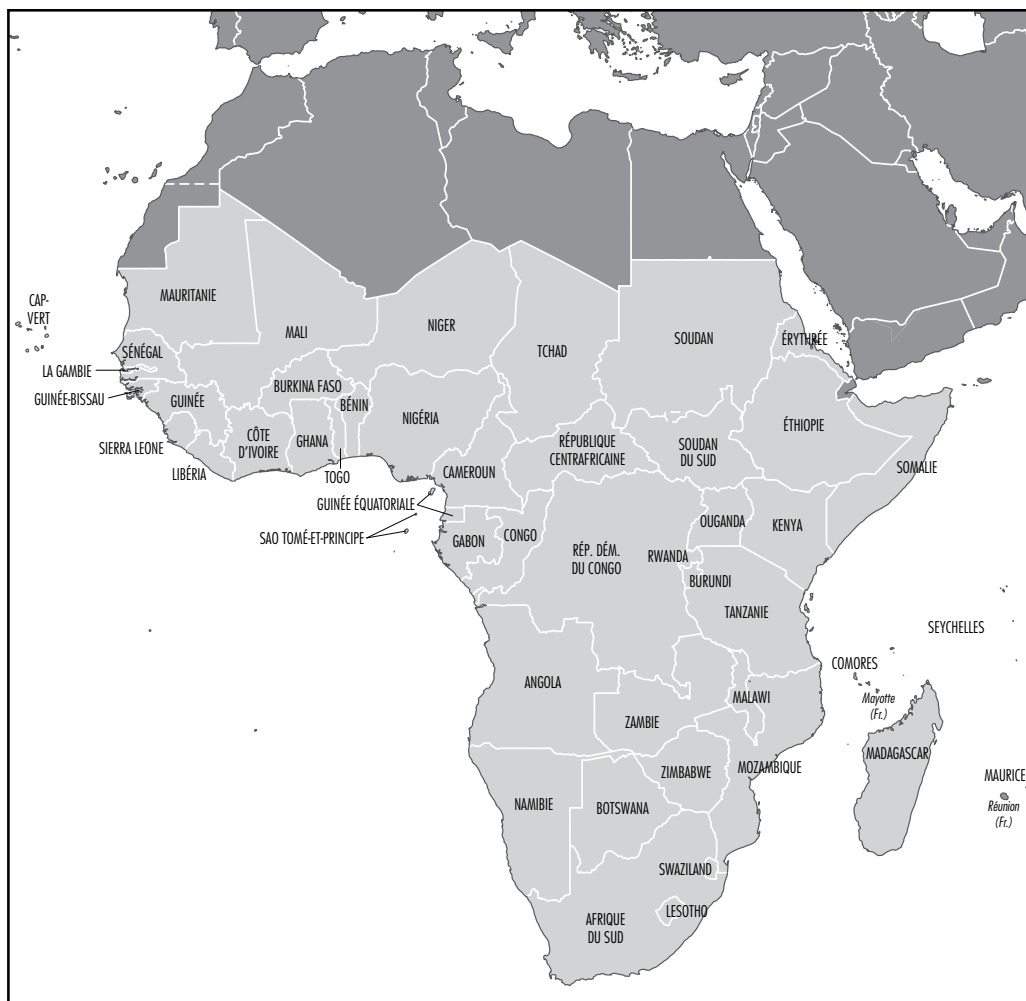 CAP-
VERT
MAURITANIE
MALI
NIGER
TCHAD
SOUDAN
ÉRYTHRÉE
SÉNÉGAL
LA GAMBIE
GUINÉE-BISSAU
GUINÉE
BURKINA FASO
BÉNIN
NIGÉRIA
ÉTHIOPIE
SIERRA LEONE
CÔTE
D'IVOIRE
GHANA
RÉPUBLIQUE
CENTRAFRICAINE
SOUDAN
DU SUD
LIBÉRIA
TOGO
CAMEROUN
SOMALIE
GUINÉE ÉQUATORIALE
SAO TOMÉ-ET-PRINCIPE
GABON
CONGO
OUGANDA
KENYA
RÉP. DÉM.
DU CONGO
RWANDA
BURUNDI
TANZANIE
SEYCHELLES
COMORES
ANGOLA
MALAWI
Mayotte
(Fr.)
ZAMBIE
MADAGASCAR
ZIMBABWE
MOZAMBIQUE
MAURICE
NAMIBIE
BOTSWANA
Réunion
(Fr.)
SWAZILAND
LESOTHO
AFRIQUE
DU SUD